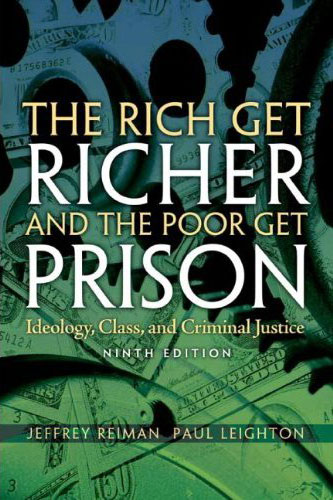 THE RICH GET
RICHER
AND THE POOR GET
PRISON
Ideology, Class, and Criminal Justice
NINTH EDITION
JEFFREY REIMAN PAUL LEIGHTON